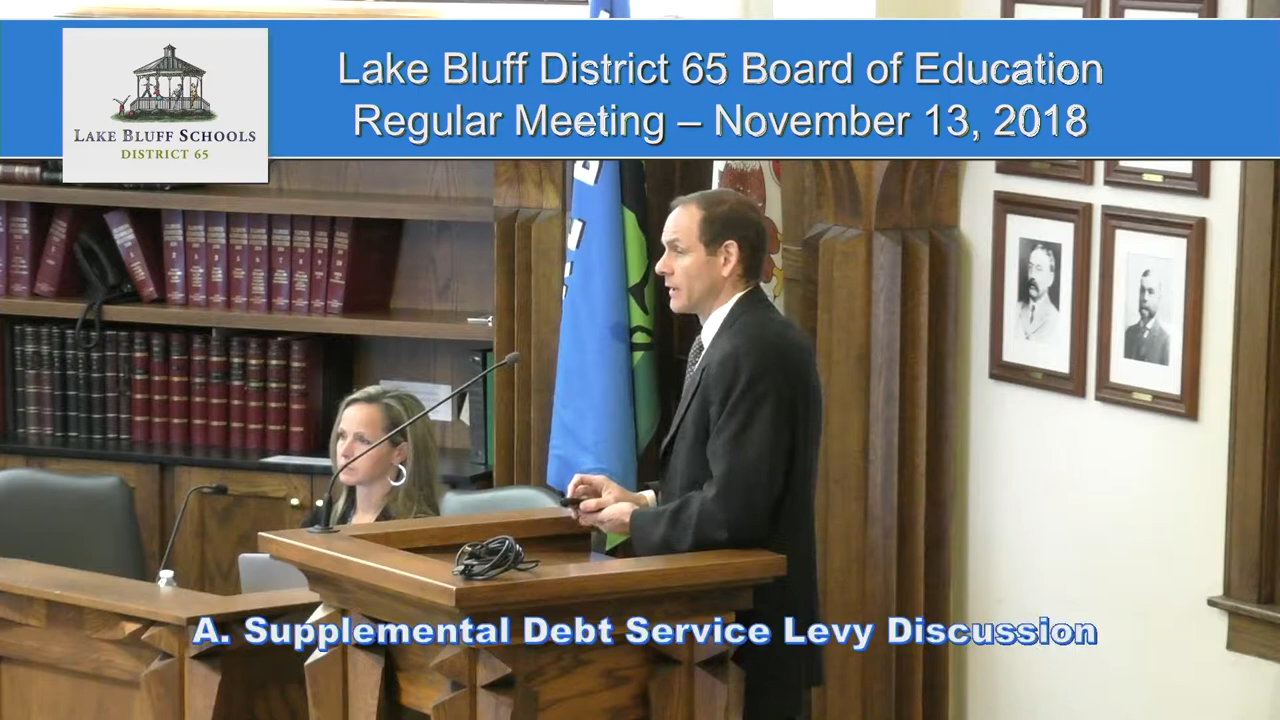 Lake Bluff District 65 Board of Education
Regular Meeting – November 13, 2018
LAKE BLUFF SCHOOLS
DISTRICT 65
A. Supplemental Debt Service Levy Discussion